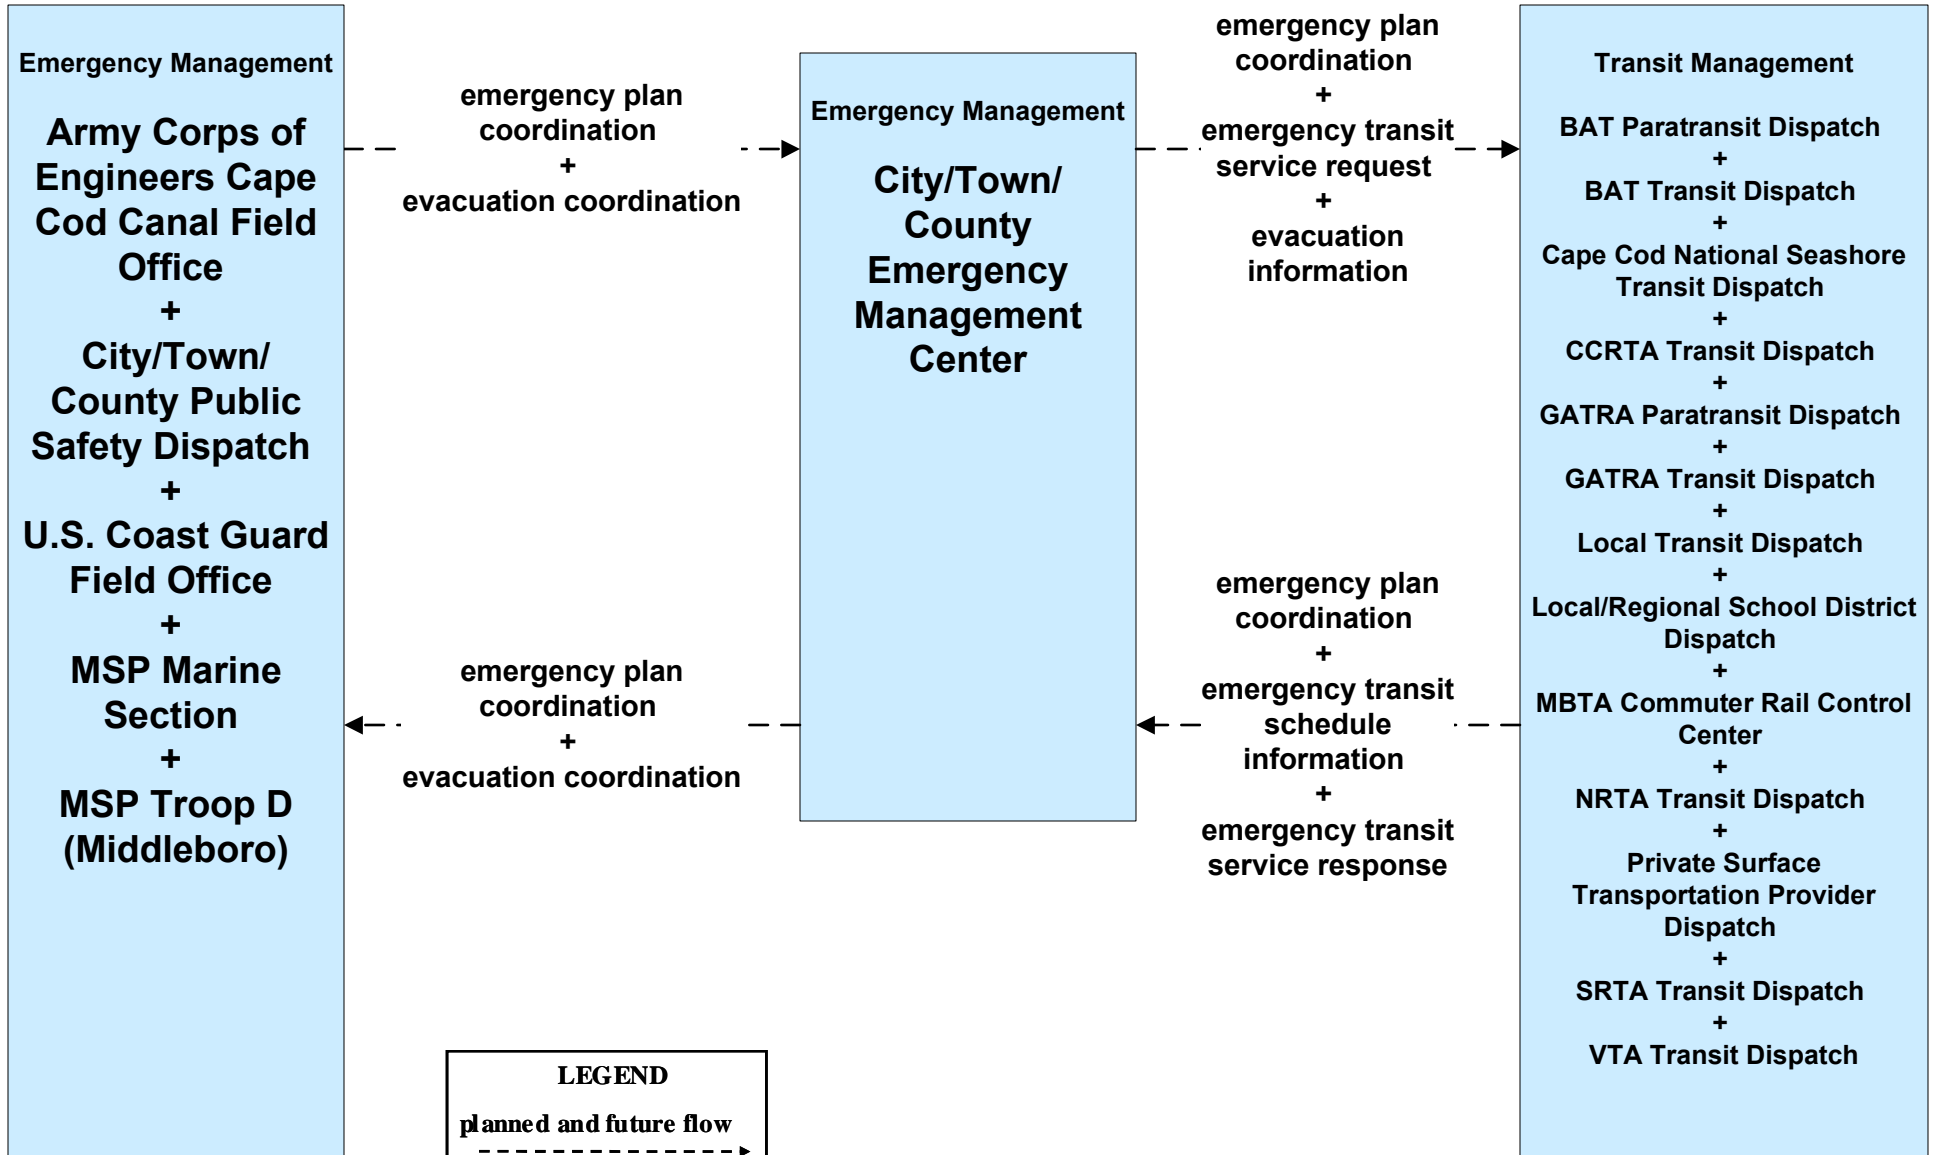 Emergency Management
Army Corps of
Engineers Cape
Cod Canal Field
Office
+
City/Town/
County Public
Safety Dispatch
+
U.S. Coast Guard
Field Office
+
MSP Marine
Section
+
MSP Troop D
(Middleboro)
emergency plan
coordination
+
evacuation coordination
emergency plan
coordination
+
evacuation coordination
Emergency Management
City/Town/
County
Emergency
Management
Center
emergency plan
coordination
+
emergency transit
service request
+
evacuation
information
emergency plan
coordination
+
emergency transit
schedule
information
+
emergency transit
service response
Transit Management
BAT Paratransit Dispatch
+
BAT Transit Dispatch
+
Cape Cod National Seashore
Transit Dispatch
+
CCRTA Transit Dispatch
+
GATRA Paratransit Dispatch
+
GATRA Transit Dispatch
+
Local Transit Dispatch
+
Local/Regional School District
Dispatch
+
MBTA Commuter Rail Control
Center
+
NRTA Transit Dispatch
+
Private Surface
Transportation Provider
Dispatch
+
SRTA Transit Dispatch
+
VTA Transit Dispatch
LEGEND
planned and future flow